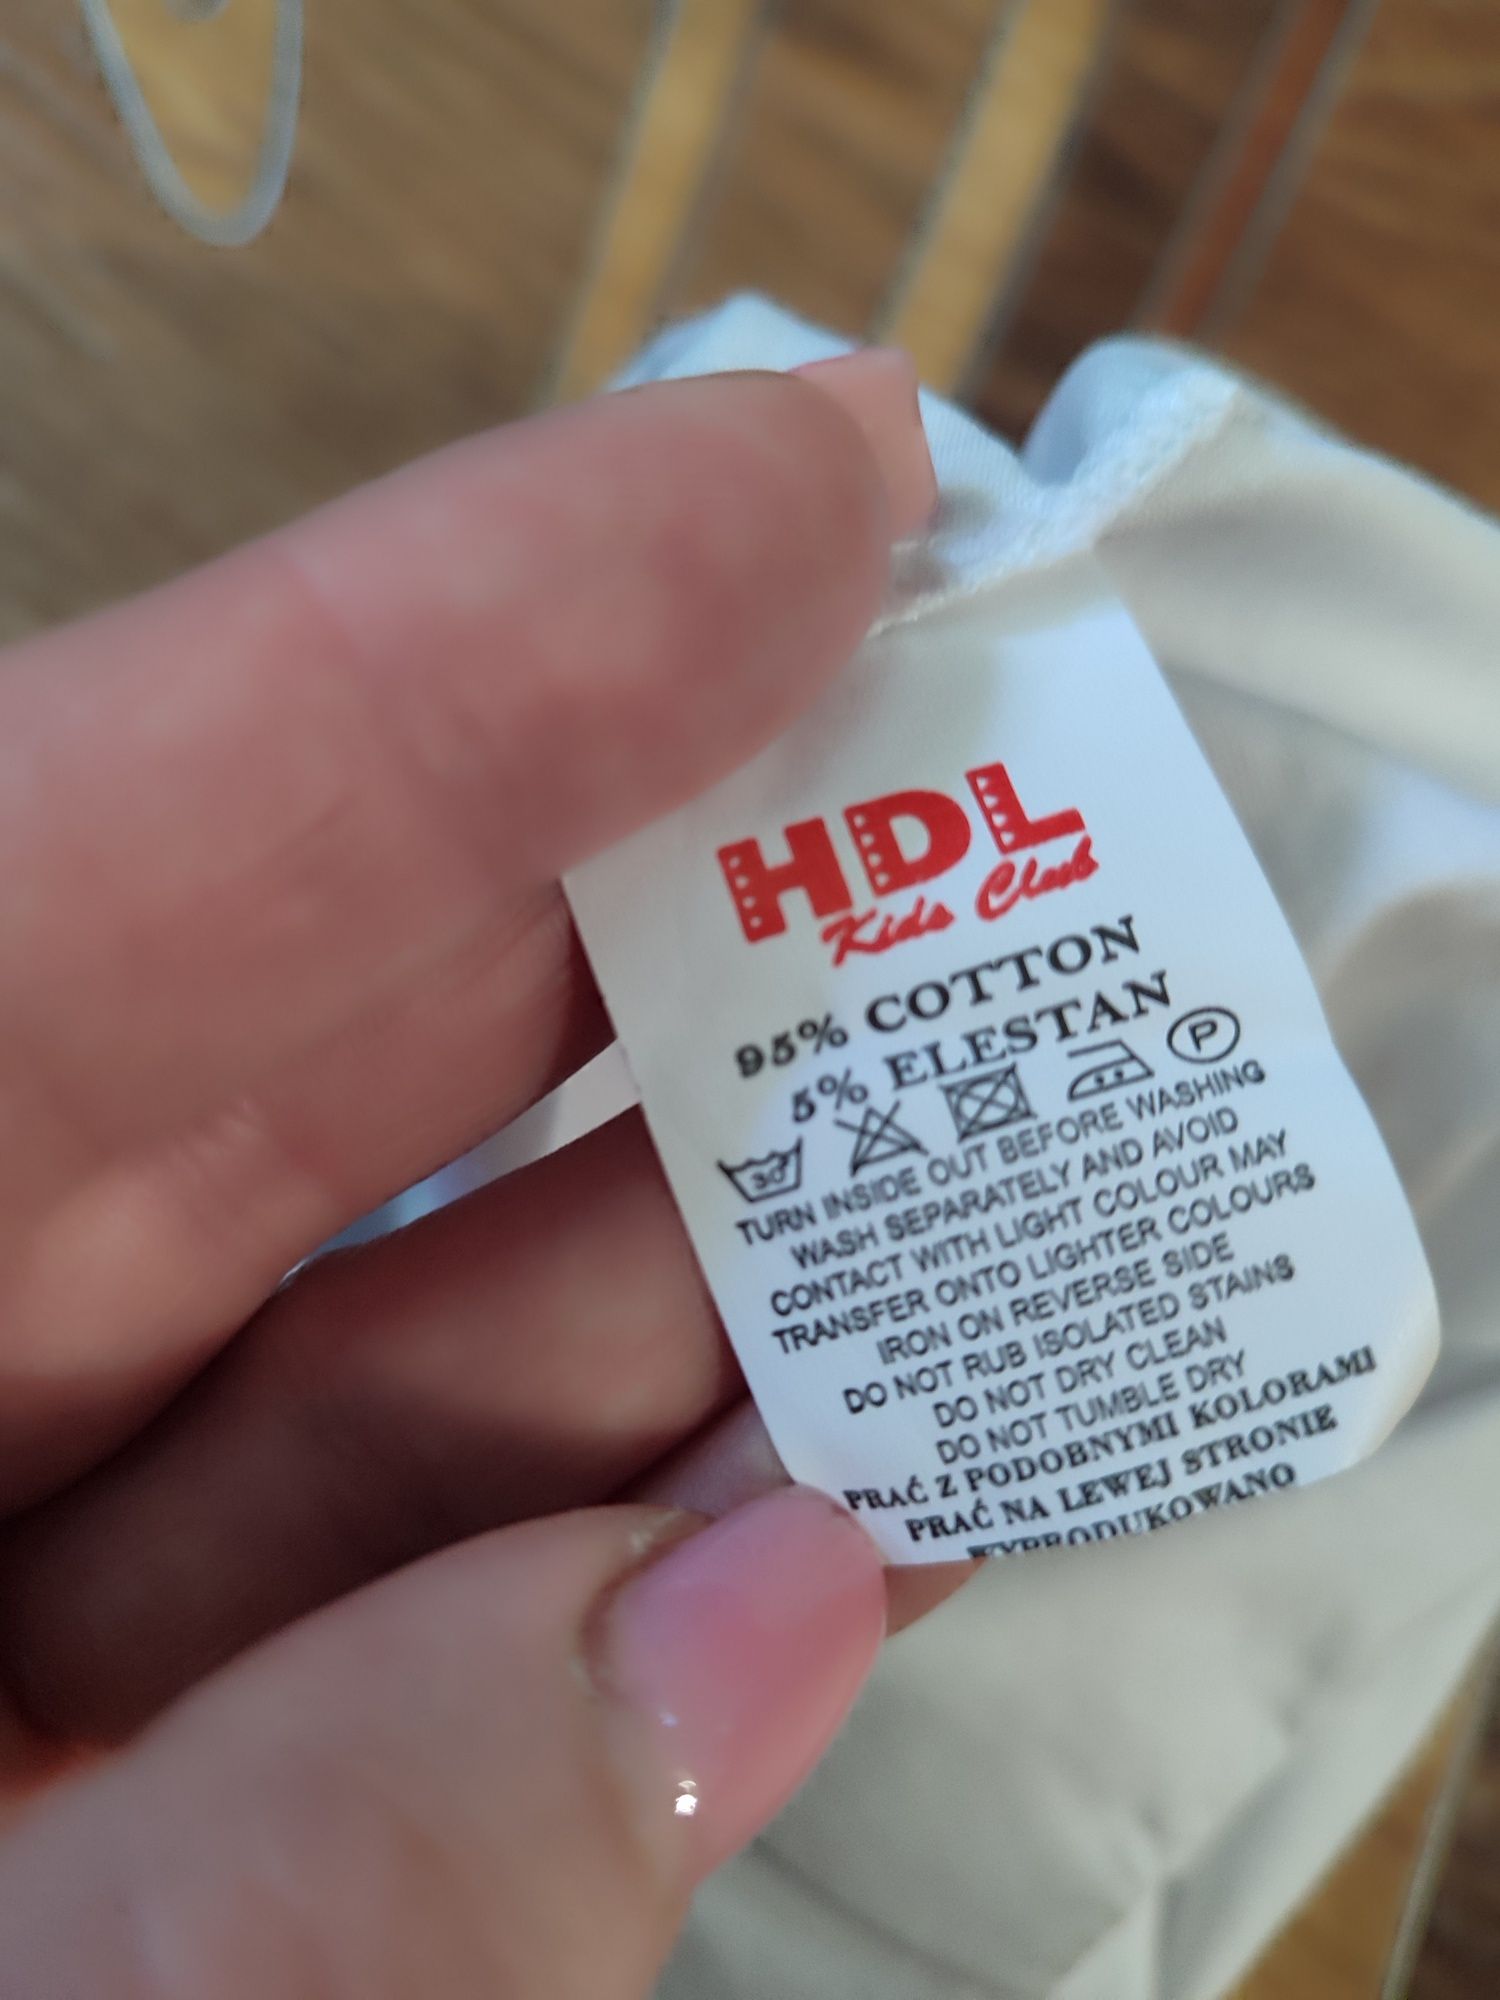 HDL
Kids Club
95% COTTON
5% ELESTAN
30
P
TURN INSIDE OUT BEFORE WASHING
WASH SEPARATELY AND AVOID
CONTACT WITH LIGHT COLOUR MAY
TRANSFER ONTO LIGHTER COLOURS
IRON ON REVERSE SIDE
DO NOT RUB ISOLATED STAINS
DO NOT DRY CLEAN
DO NOT TUMBLE DRY
PRAĆ Z PODOBNYMI KOLORAMI
PRAĆ NA LEWEJ STRONIE
WYPRODUKOWANO